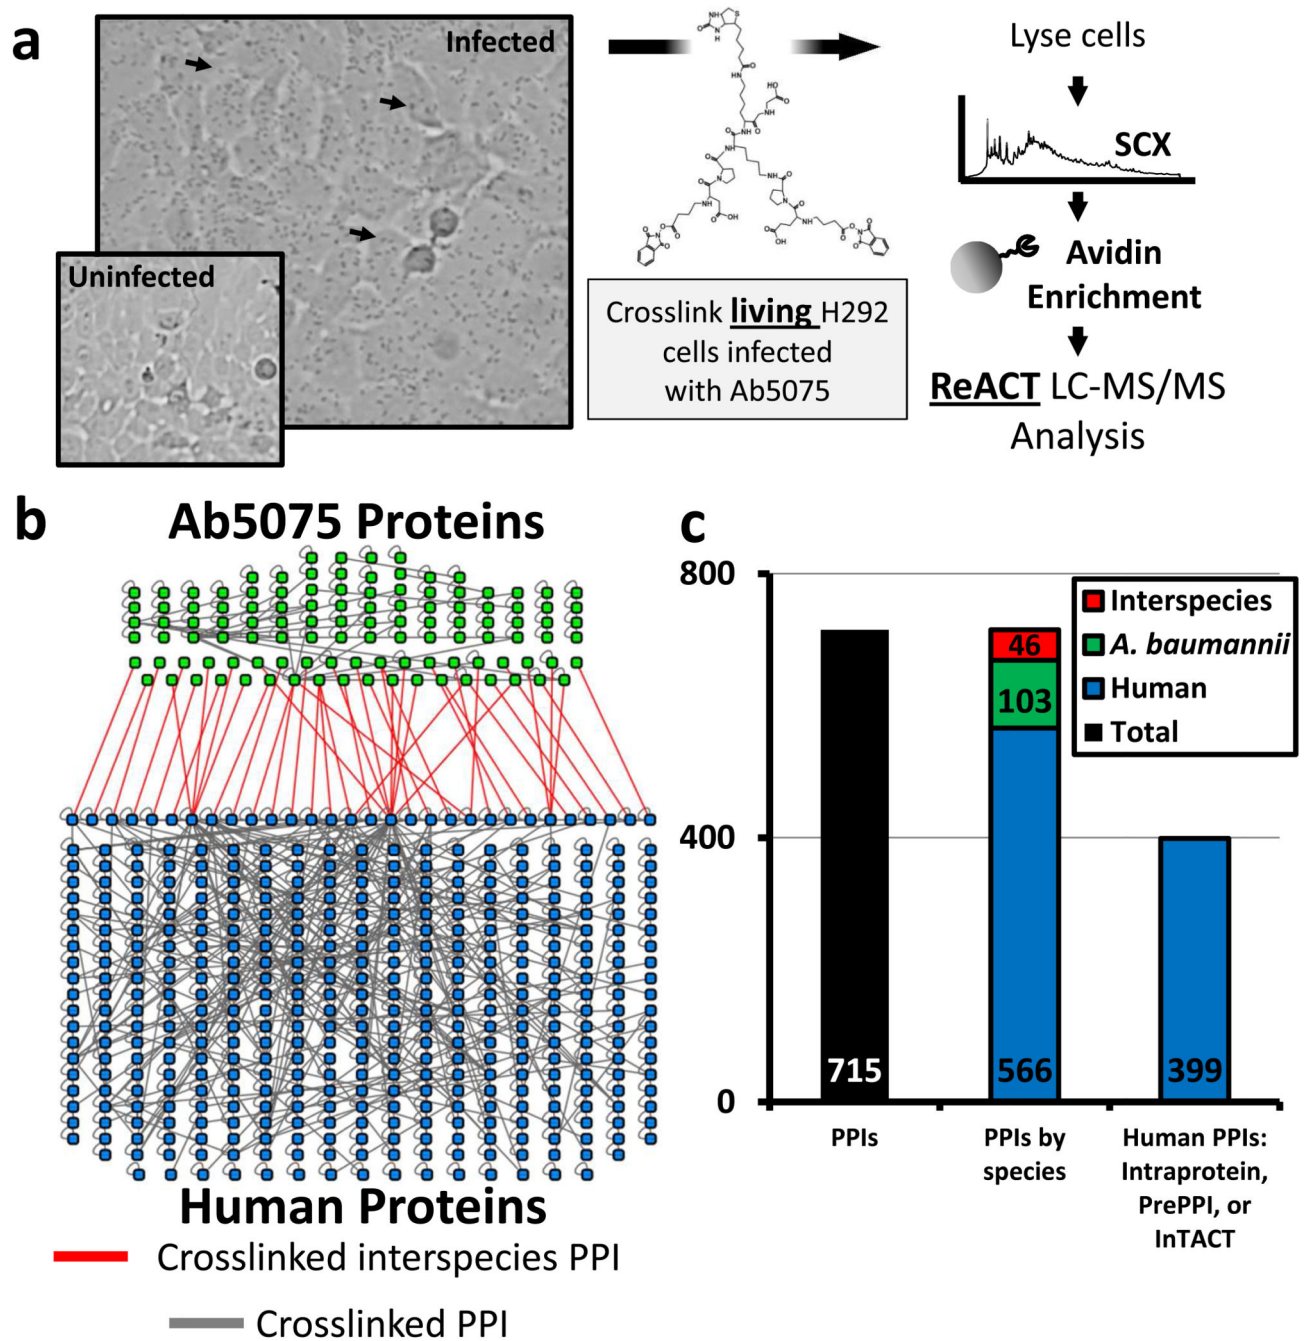 a
Infected
Uninfected
Crosslink living H292
cells infected
with Ab5075
Lyse cells
SCX
Avidin
Enrichment
ReACT LC-MS/MS
Analysis
b
Ab5075 Proteins
Human Proteins
Crosslinked interspecies PPI
Crosslinked PPI
c
800
400
0
Interspecies
A. baumannii
Human
Total
46
103
715
566
399
PPIs
PPIs by
species
Human PPIs:
Intraprotein,
PrePPI, or
InTACT